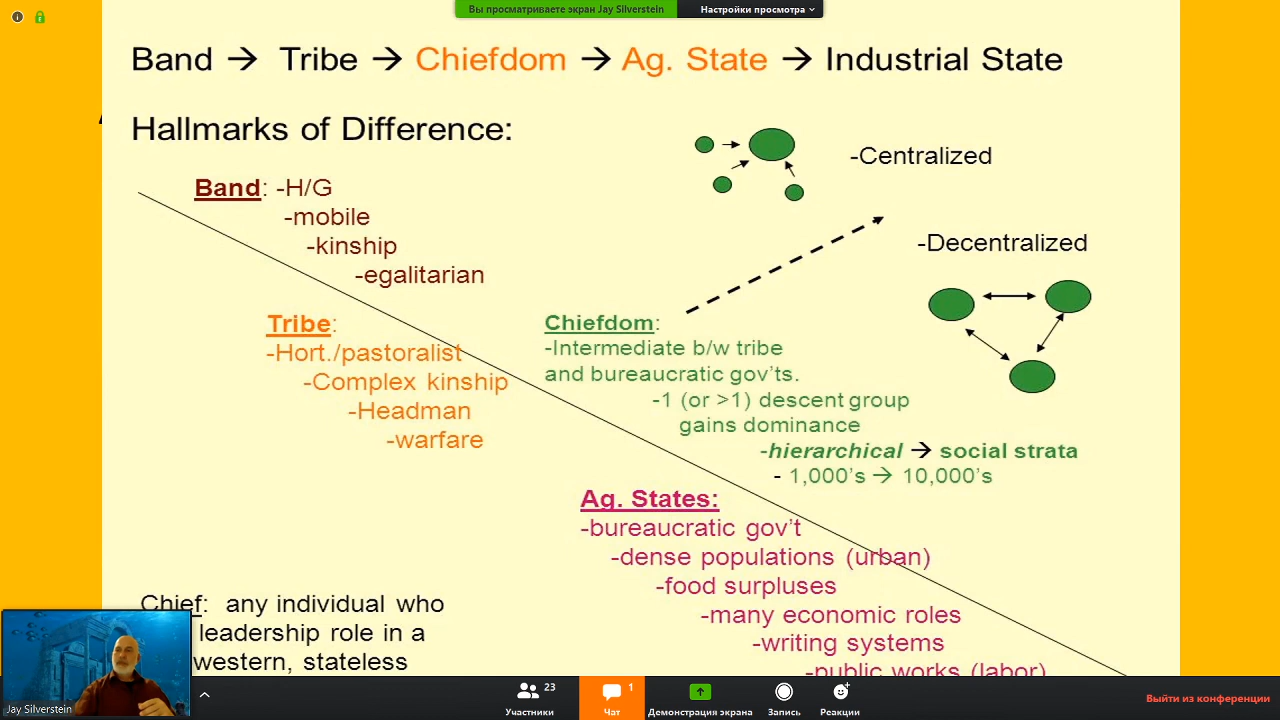 Вы просматриваете экран Jay Silverstein
Настройки просмотра
Band → Tribe → Chiefdom → Ag. State → Industrial State
Hallmarks of Difference:
-Centralized
Band: -H/G
-mobile
-kinship
-egalitarian
-Decentralized
Tribe:
-Hort./pastoralist
-Complex kinship
-Headman
-warfare
Chiefdom:
-Intermediate b/w tribe
and bureaucratic gov'ts.
-1 (or >1) descent group
gains dominance
-hierarchical → social strata
- 1,000's → 10,000's
Ag. States:
-bureaucratic gov't
-dense populations (urban)
-food surpluses
-many economic roles
-writing systems
-public works (labor)
Chief: any individual who
leadership role in a
western, stateless
Jay Silverstein
23
Участники
1
Чат
Демонстрация экрана
Запись
Реакции
Выйти из конференции